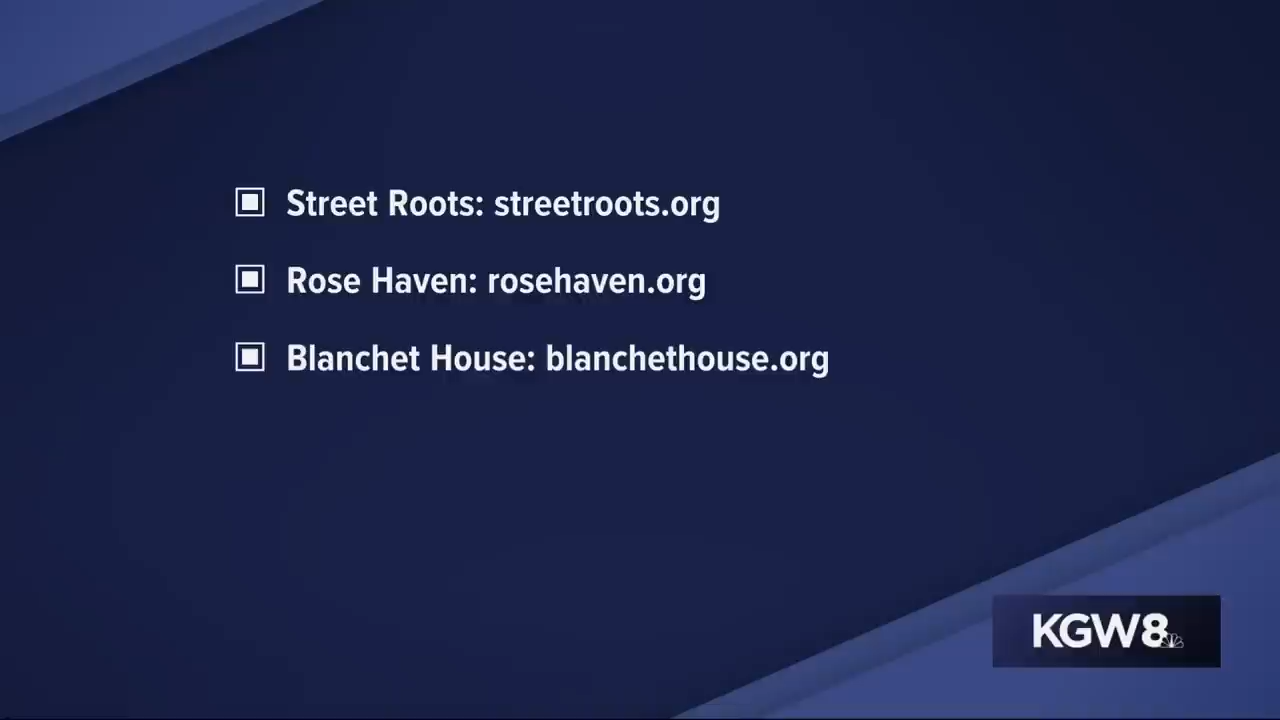 Street Roots: streetroots.org
Rose Haven: rosehaven.org
Blanchet House: blanchethouse.org
KGW8